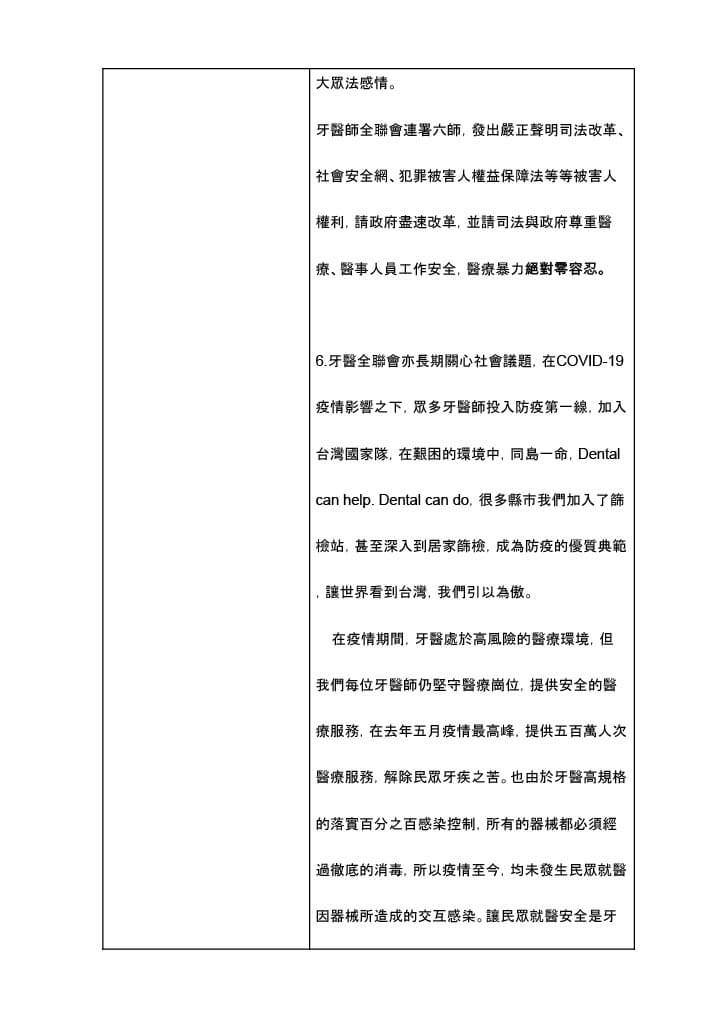 大眾法感情。
牙醫師全聯會連署六師，發出嚴正聲明司法改革、
社會安全網、犯罪被害人權益保障法等等被害人
權利，請政府盡速改革，並請司法與政府尊重醫
療、醫事人員工作安全，醫療暴力絕對零容忍。
6.牙醫全聯會亦長期關心社會議題，在COVID-19
疫情影響之下，眾多牙醫師投入防疫第一線，加入
台灣國家隊，在艱困的環境中，同島一命，Dental
can help. Dental can do，很多縣市我們加入了篩
檢站，甚至深入到居家篩檢，成為防疫的優質典範
，讓世界看到台灣，我們引以為傲。
在疫情期間，牙醫處於高風險的醫療環境，但
我們每位牙醫師仍堅守醫療崗位，提供安全的醫
療服務，在去年五月疫情最高峰，提供五百萬人次
醫療服務，解除民眾牙疾之苦。也由於牙醫高規格
的落實百分之百感染控制，所有的器械都必須經
過徹底的消毒，所以疫情至今，均未發生民眾就醫
因器械所造成的交互感染。讓民眾就醫安全是牙